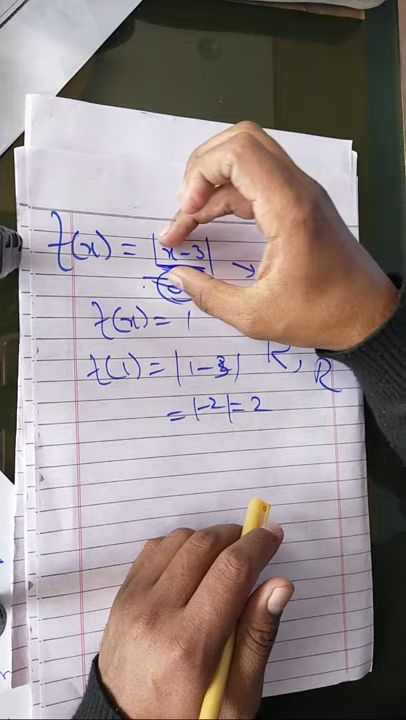 f(x) = |x-3| →
f(x) = 1
f(1) = |1-3| R, R
= |-2| = 2